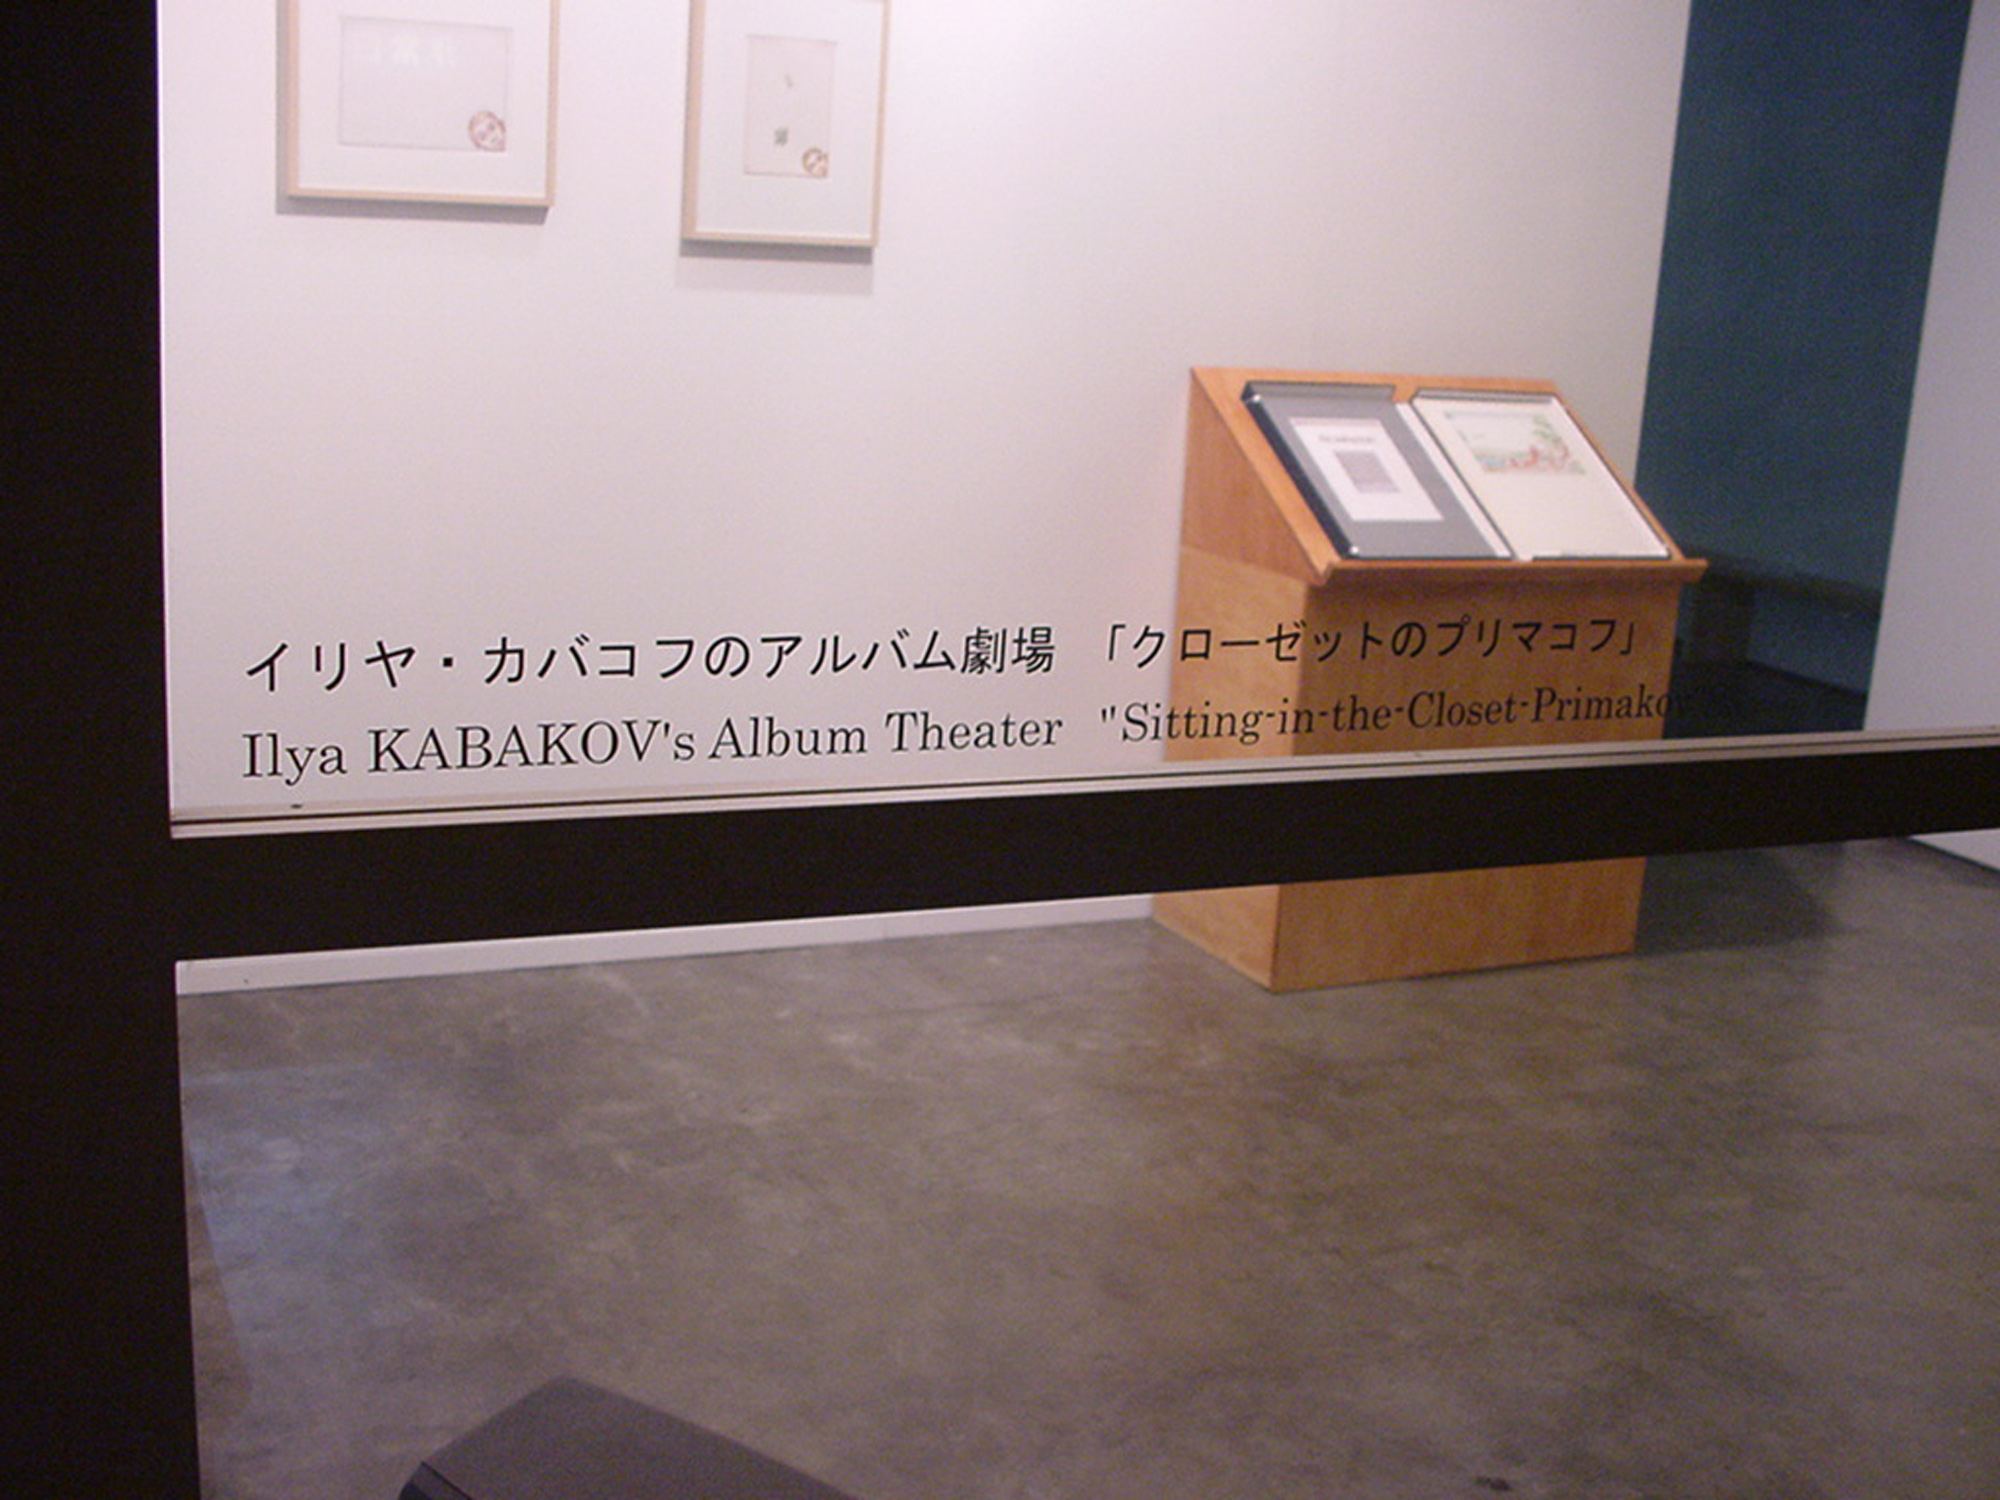 イリヤ・カバコフのアルバム劇場 「クローゼットのプリマコフ」
Ilya KABAKOV's Album Theater "Sitting-in-the-Closet-Primakov"